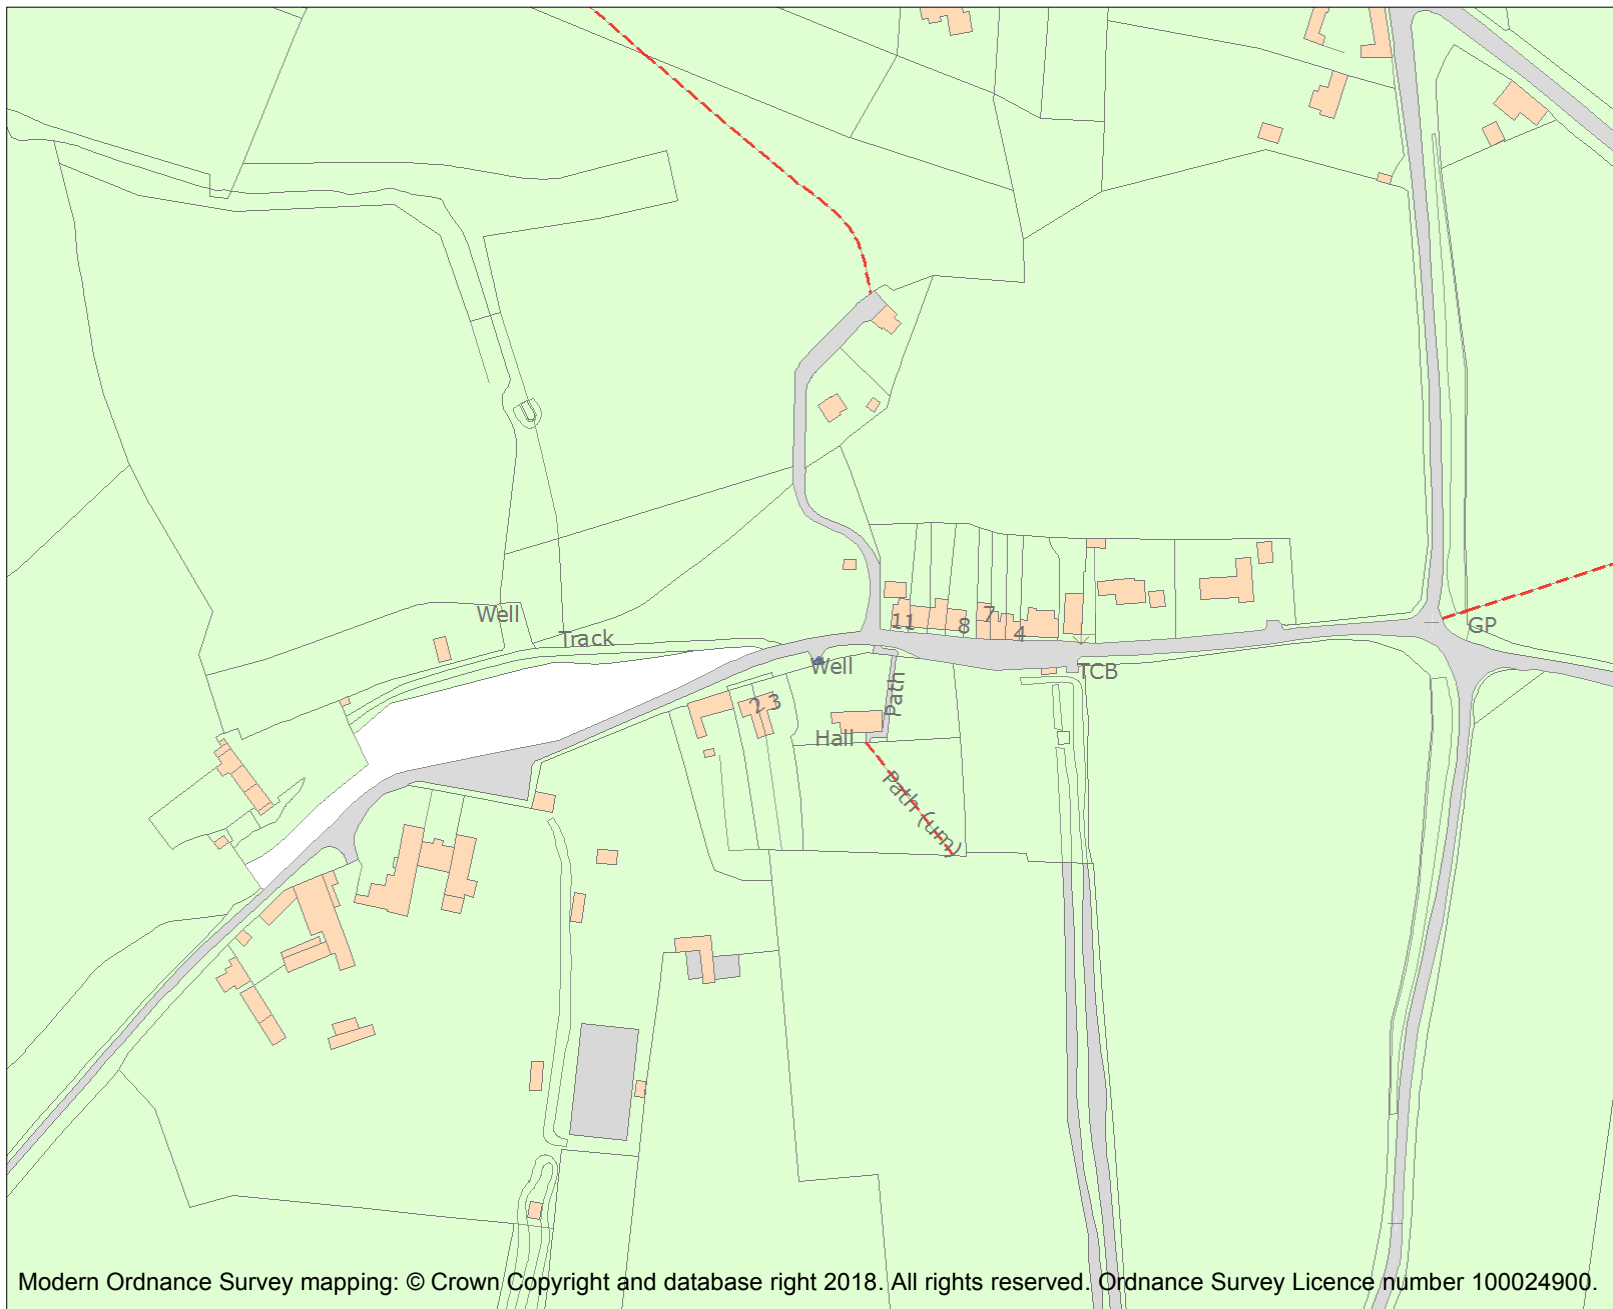 Well
Track
11
8
7
4
GP
Well
TCB
Path
2
3
Hall
Path (um)
Modern Ordnance Survey mapping: © Crown Copyright and database right 2018. All rights reserved. Ordnance Survey Licence number 100024900.